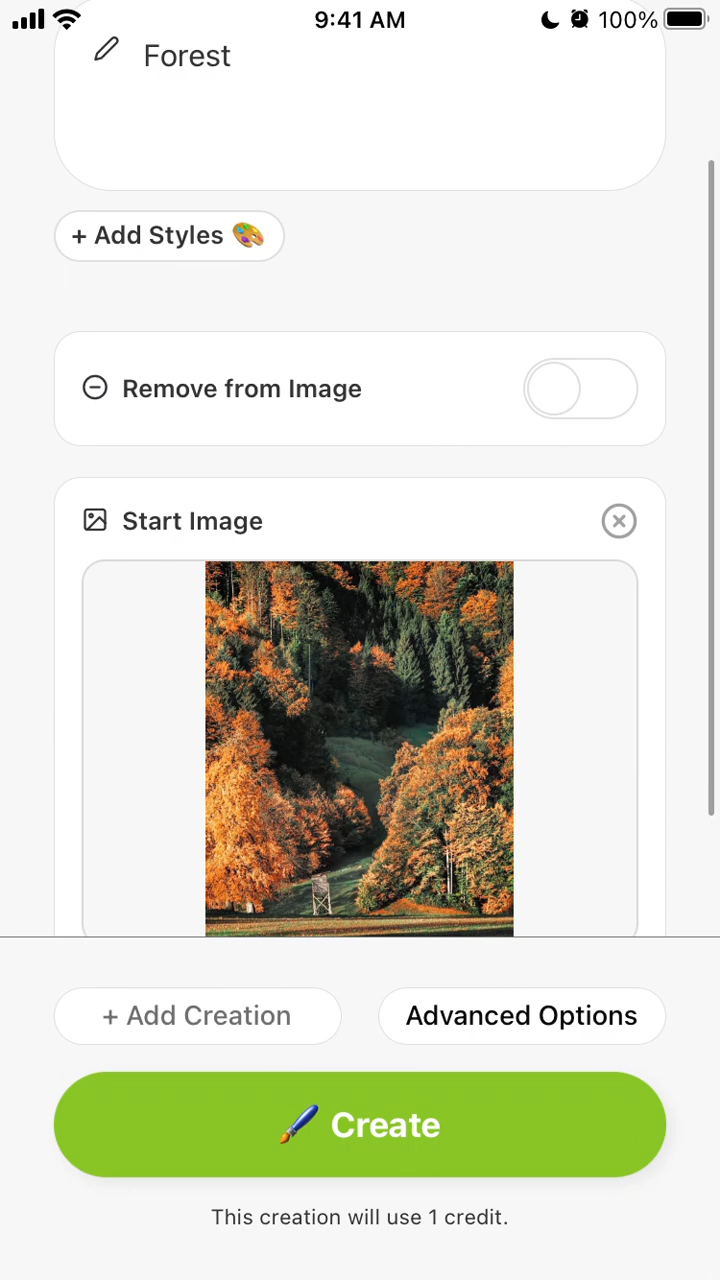 9:41 AM
100%
Forest
+ Add Styles 🎨
Remove from Image
Start Image
+ Add Creation
Advanced Options
🖌️ Create
This creation will use 1 credit.